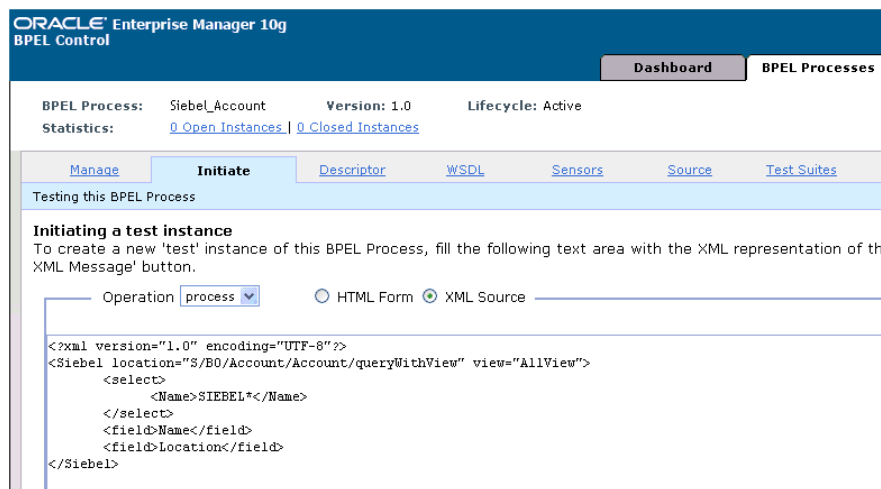 ORACLE Enterprise Manager 10g
BPEL Control
Dashboard BPEL Processes
BPEL Process: Siebel_Account Version: 1.0 Lifecycle: Active
Statistics: 0 Open Instances | 0 Closed Instances
Manage Initiate Descriptor WSDL Sensors Source Test Suites
Testing this BPEL Process
Initiating a test instance
To create a new 'test' instance of this BPEL Process, fill the following text area with the XML representation of th
XML Message' button.
Operation process HTML Form XML Source
<?xml version="1.0" encoding="UTF-8"?>
<Siebel location="S/BO/Account/Account/queryWithView" view="AllView">
<select>
<Name>SIEBEL*</Name>
</select>
<field>Name</field>
<field>Location</field>
</Siebel>